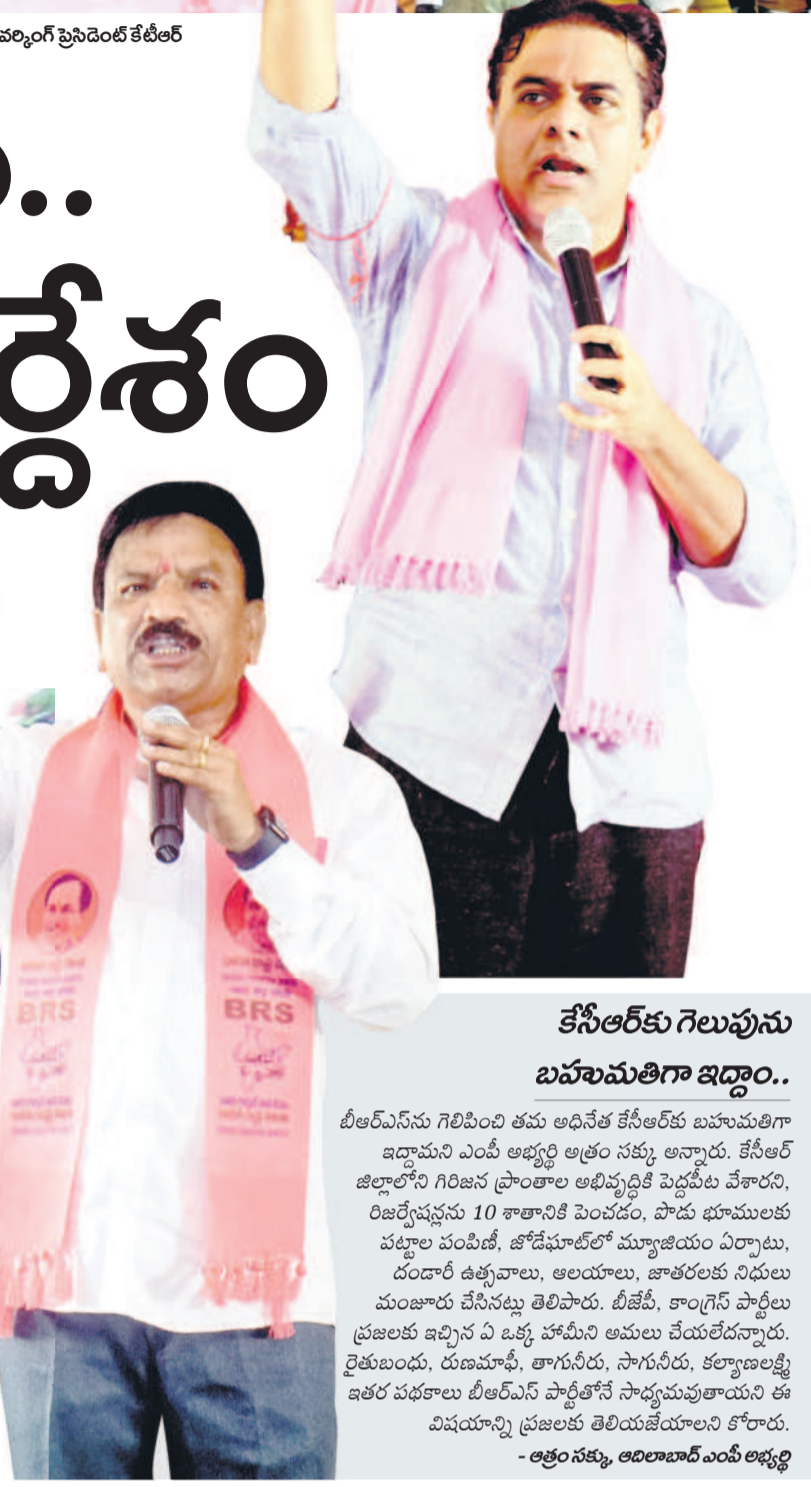 వర్కింగ్ ప్రెసిడెంట్ కేటీఆర్
..
ర్దేశం
BRS
BRS
కేసీఆర్‌కు గెలుపును
బహుమతిగా ఇద్దాం..
బీఆర్ఎస్‌ను గెలిపించి తమ అధినేత కేసీఆర్‌కు బహుమతిగా
ఇద్దామని ఎంపీ అభ్యర్థి అత్రం సక్కు అన్నారు. కేసీఆర్
జిల్లాలోని గిరిజన ప్రాంతాల అభివృద్ధికి పెద్దపీట వేశారని,
రిజర్వేషన్లను 10 శాతానికి పెంచడం, పొడు భూములకు
పట్టాల పంపిణీ, జోడేఘాట్‌లో మ్యూజియం ఏర్పాటు,
దండారీ ఉత్సవాలు, ఆలయాలు, జాతరలకు నిధులు
మంజూరు చేసినట్లు తెలిపారు. బీజేపీ, కాంగ్రెస్ పార్టీలు
ప్రజలకు ఇచ్చిన ఏ ఒక్క హామీని అమలు చేయలేదన్నారు.
రైతుబంధు, రుణమాఫీ, తాగునీరు, సాగునీరు, కల్యాణలక్ష్మి
ఇతర పథకాలు బీఆర్ఎస్ పార్టీతోనే సాధ్యమవుతాయని ఈ
విషయాన్ని ప్రజలకు తెలియజేయాలని కోరారు.
- ఆత్రం సక్కు, ఆదిలాబాద్ ఎంపీ అభ్యర్థి